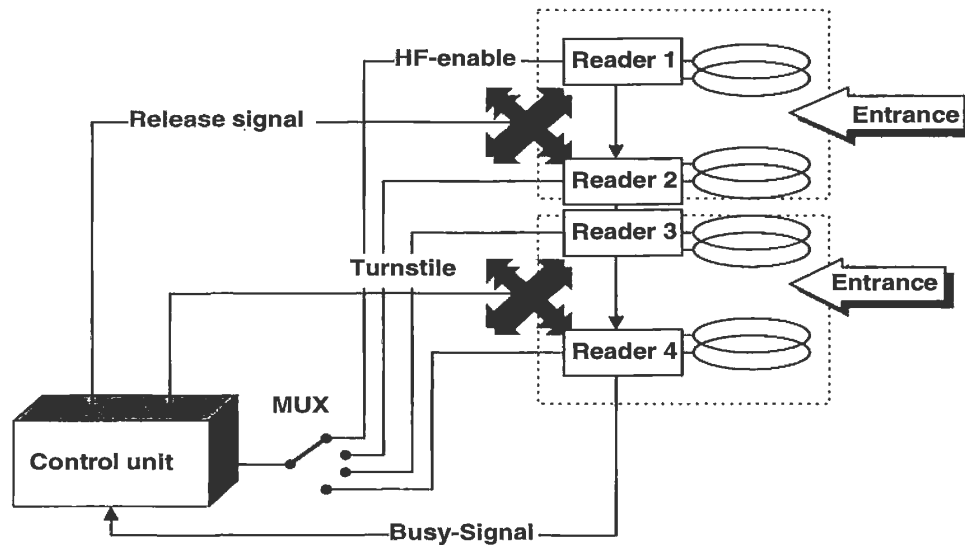 HF-enable
Reader 1
Entrance
Release signal
Reader 2
Reader 3
Turnstile
Entrance
Reader 4
MUX
Control unit
Busy-Signal